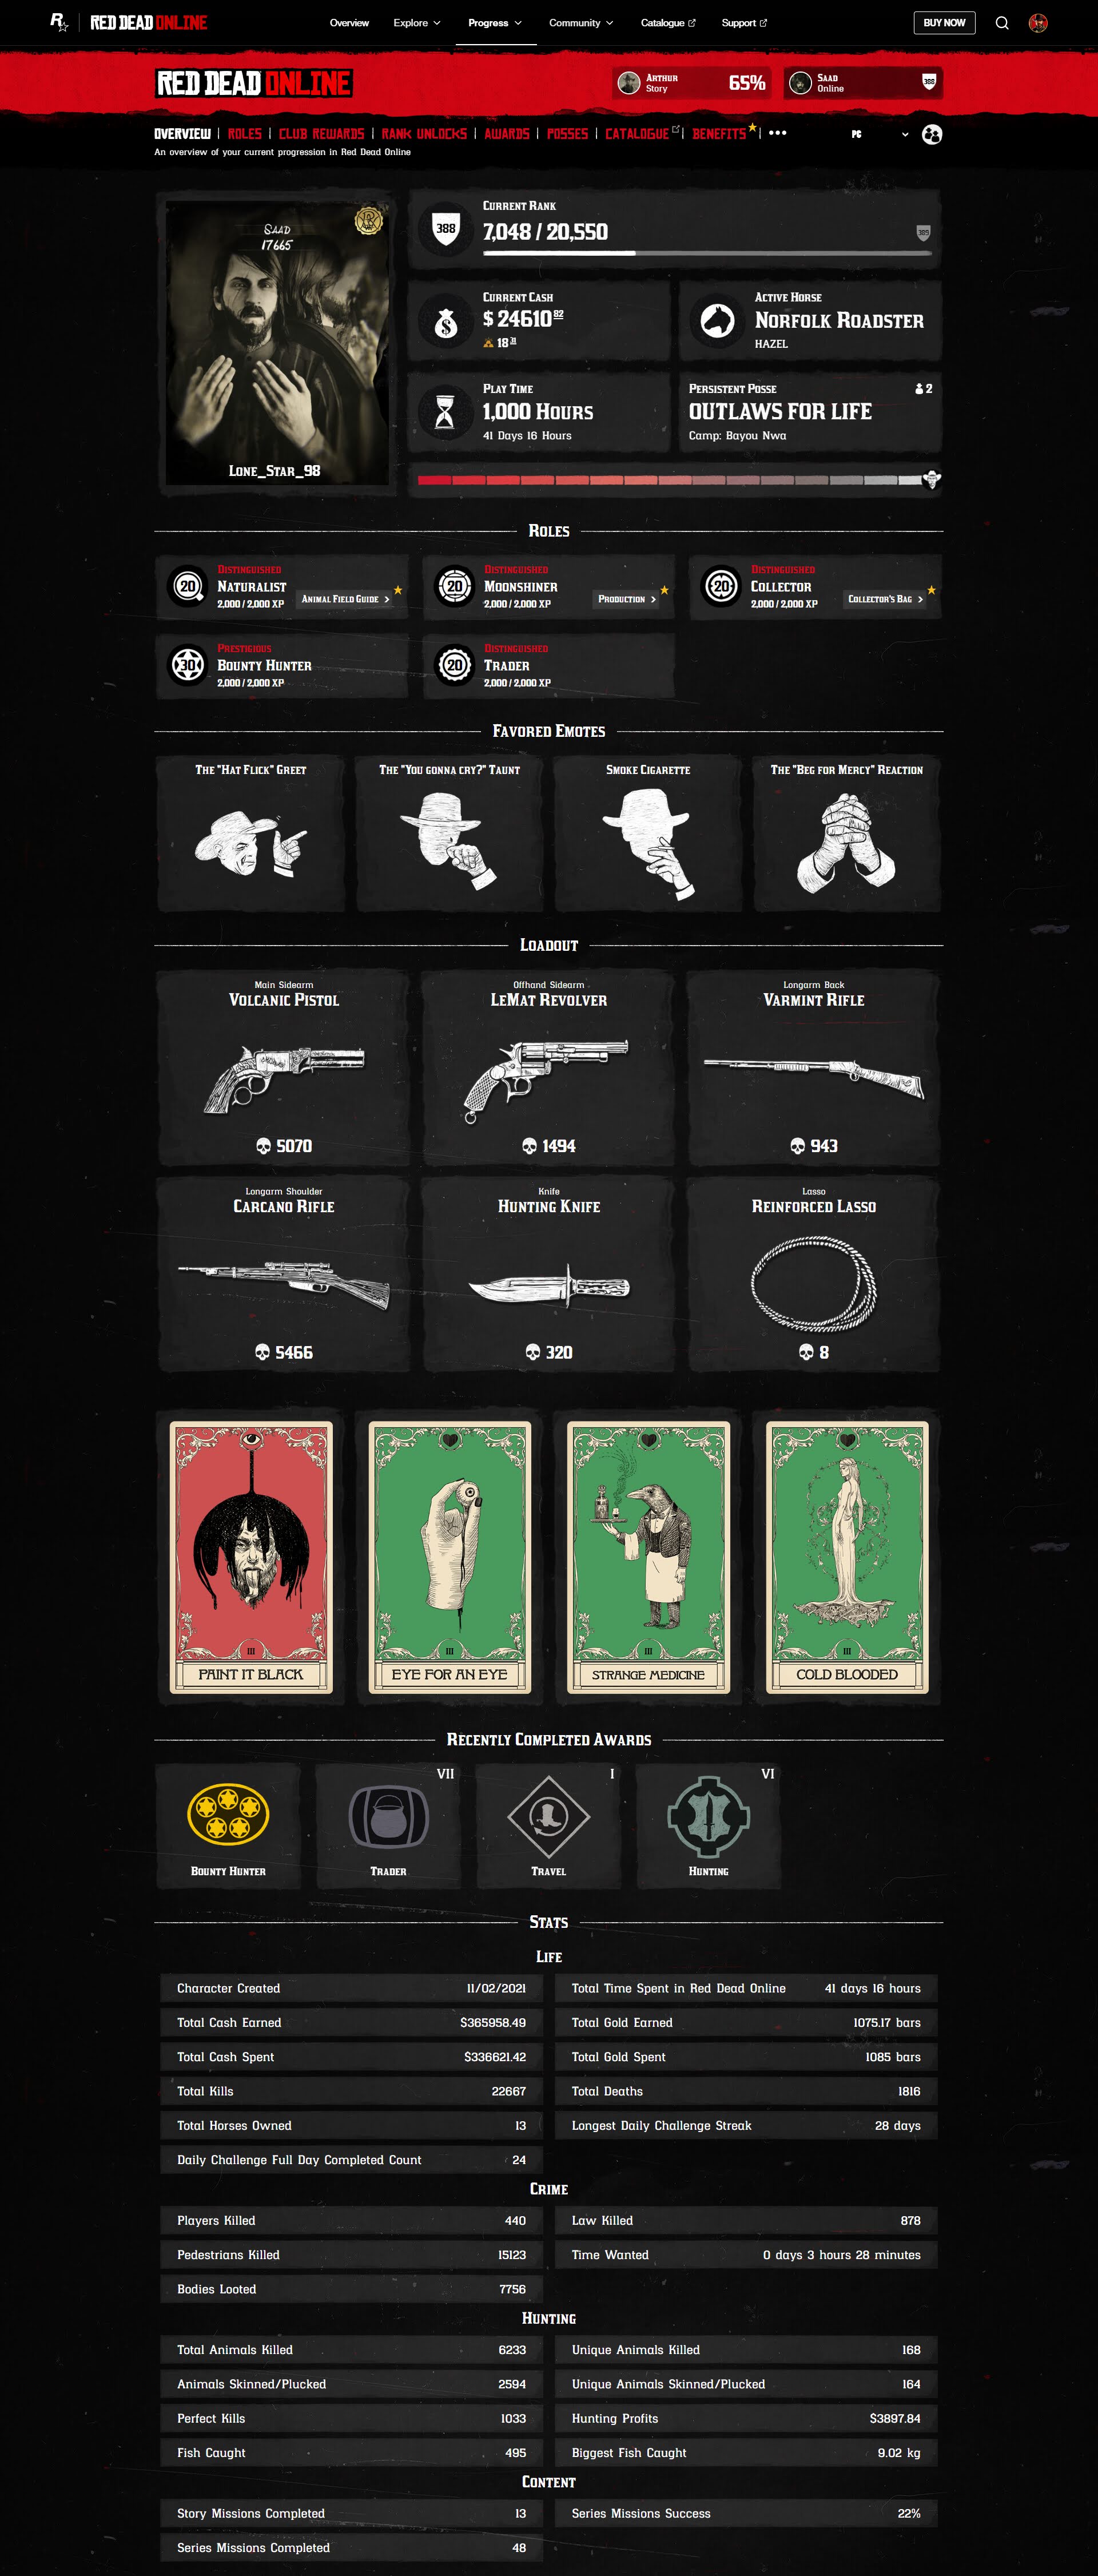 RED DEAD ONLINE
Overview Explore Progress Community Catalogue Support
BUY NOW
RED DEAD ONLINE
Arthur
Story
65%
Saad
Online
388
OVERVIEW | ROLES | CLUB REWARDS | RANK UNLOCKS | AWARDS | POSSES | CATALOGUE | BENEFITS | •••
PC
An overview of your current progression in Red Dead Online
SAAD
17665
Lone_Star_98
388
Current Rank
7,048 / 20,550
389
Current Cash
$ 24610 82
18 31
Active Horse
Norfolk Roadster
HAZEL
Play Time
1,000 Hours
41 Days 16 Hours
Persistent Posse
2
OUTLAWS FOR LIFE
Camp: Bayou Nwa
Roles
20
Distinguished
Naturalist
2,000 / 2,000 XP
Animal Field Guide >
20
Distinguished
Moonshiner
2,000 / 2,000 XP
Production >
20
Distinguished
Collector
2,000 / 2,000 XP
Collector's Bag >
30
Prestigious
Bounty Hunter
2,000 / 2,000 XP
20
Distinguished
Trader
2,000 / 2,000 XP
Favored Emotes
The "Hat Flick" Greet
The "You gonna cry?" Taunt
Smoke Cigarette
The "Beg for Mercy" Reaction
Loadout
Main Sidearm
Volcanic Pistol
5070
Offhand Sidearm
LeMat Revolver
1494
Longarm Back
Varmint Rifle
943
Longarm Shoulder
Carcano Rifle
5466
Knife
Hunting Knife
320
Lasso
Reinforced Lasso
8
III
PAINT IT BLACK
III
EYE FOR AN EYE
III
STRANGE MEDICINE
III
COLD BLOODED
Recently Completed Awards
Bounty Hunter
VII
Trader
I
Travel
VI
Hunting
Stats
Life
Character Created 11/02/2021
Total Time Spent in Red Dead Online 41 days 16 hours
Total Cash Earned $365958.49
Total Gold Earned 1075.17 bars
Total Cash Spent $336621.42
Total Gold Spent 1085 bars
Total Kills 22667
Total Deaths 1816
Total Horses Owned 13
Longest Daily Challenge Streak 28 days
Daily Challenge Full Day Completed Count 24
Crime
Players Killed 440
Law Killed 878
Pedestrians Killed 15123
Time Wanted 0 days 3 hours 28 minutes
Bodies Looted 7756
Hunting
Total Animals Killed 6233
Unique Animals Killed 168
Animals Skinned/Plucked 2594
Unique Animals Skinned/Plucked 164
Perfect Kills 1033
Hunting Profits $3897.84
Fish Caught 495
Biggest Fish Caught 9.02 kg
Content
Story Missions Completed 13
Series Missions Success 22%
Series Missions Completed 48